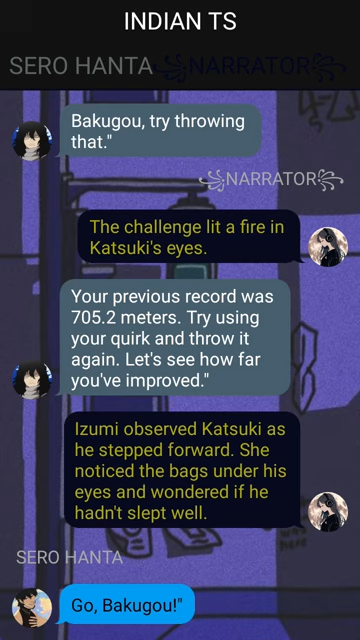 INDIAN TS
SERO HANTA ꧁NARRATOR꧂
Bakugou, try throwing
that."
꧁NARRATOR꧂
The challenge lit a fire in
Katsuki's eyes.
Your previous record was
705.2 meters. Try using
your quirk and throw it
again. Let's see how far
you've improved."
Izumi observed Katsuki as
he stepped forward. She
noticed the bags under his
eyes and wondered if he
hadn't slept well.
SERO HANTA
Go, Bakugou!"